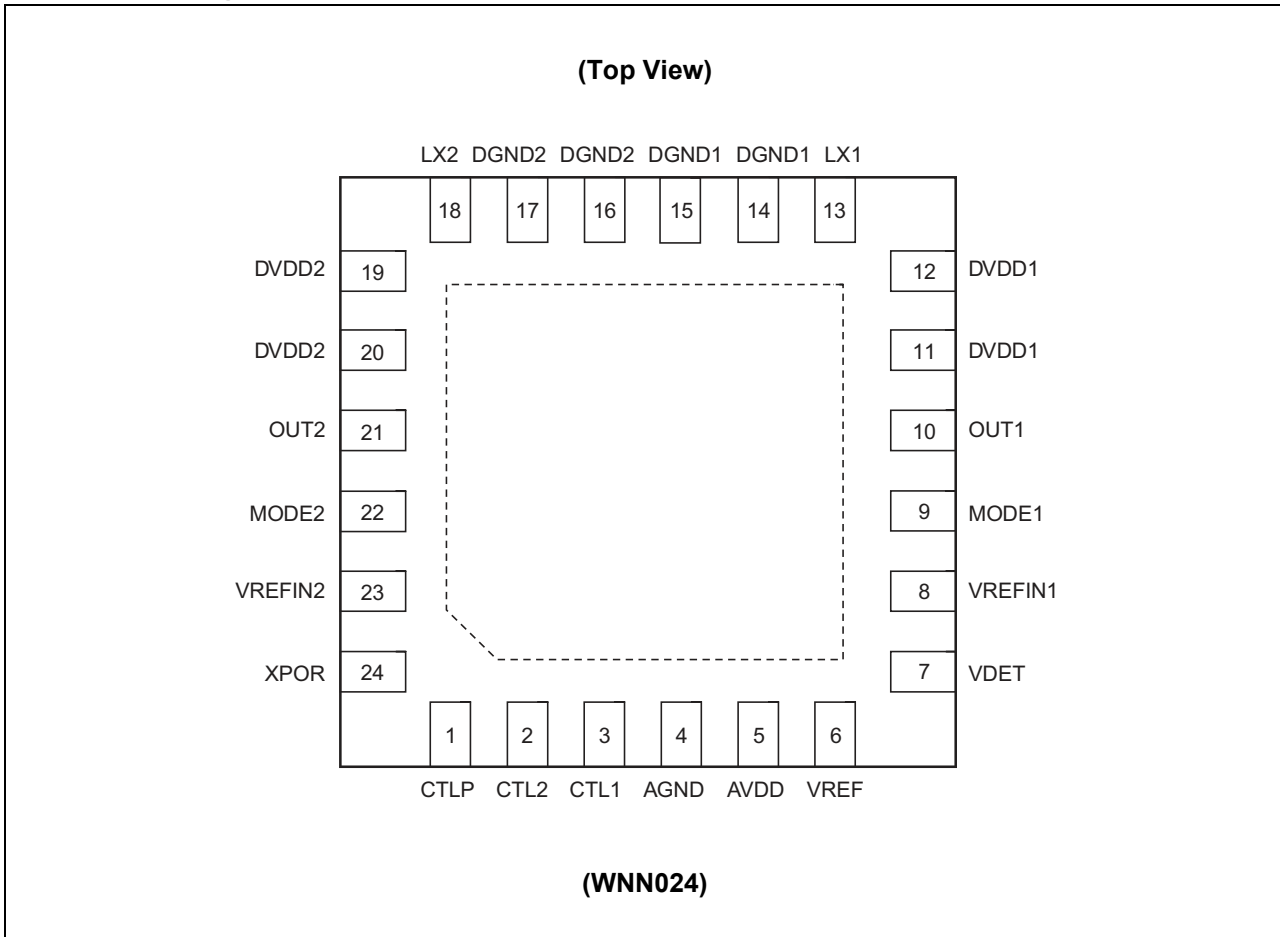 (Top View)
LX2 DGND2 DGND2 DGND1 DGND1 LX1
18 17 16 15 14 13
DVDD2 19 12 DVDD1
DVDD2 20 11 DVDD1
OUT2 21 10 OUT1
MODE2 22 9 MODE1
VREFIN2 23 8 VREFIN1
XPOR 24 7 VDET
1 2 3 4 5 6
CTLP CTL2 CTL1 AGND AVDD VREF
(WNN024)